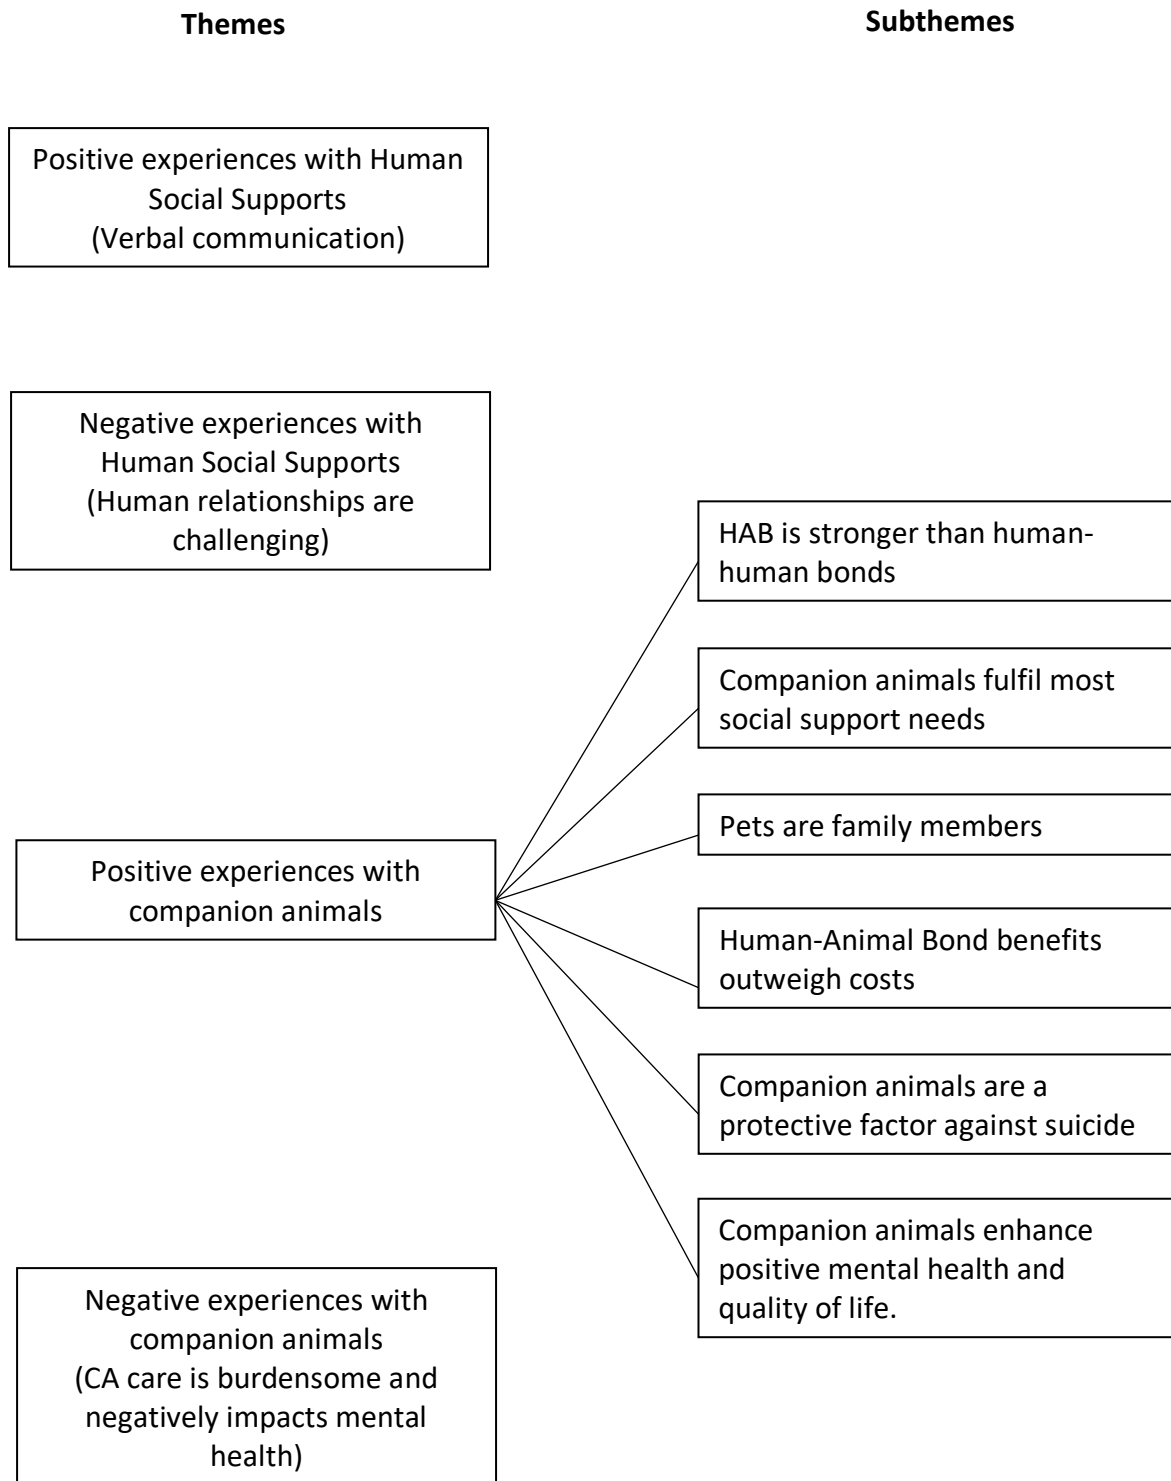 Themes
Subthemes
Positive experiences with Human
Social Supports
(Verbal communication)
Negative experiences with
Human Social Supports
(Human relationships are
challenging)
Positive experiences with
companion animals
Negative experiences with
companion animals
(CA care is burdensome and
negatively impacts mental
health)
HAB is stronger than human-
human bonds
Companion animals fulfil most
social support needs
Pets are family members
Human-Animal Bond benefits
outweigh costs
Companion animals are a
protective factor against suicide
Companion animals enhance
positive mental health and
quality of life.